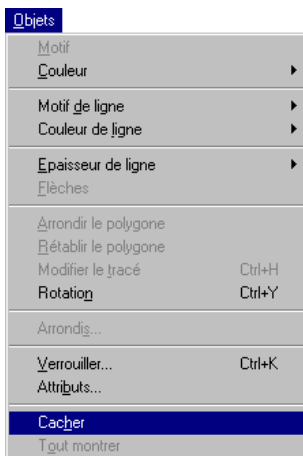 Objets
Motif
Couleur
Motif de ligne
Couleur de ligne
Epaisseur de ligne
Flèches
Arrondir le polygone
Rétablir le polygone
Modifier le tracé Ctrl+H
Rotation Ctrl+Y
Arrondis...
Verrouiller... Ctrl+K
Attributs...
Cacher
Tout montrer